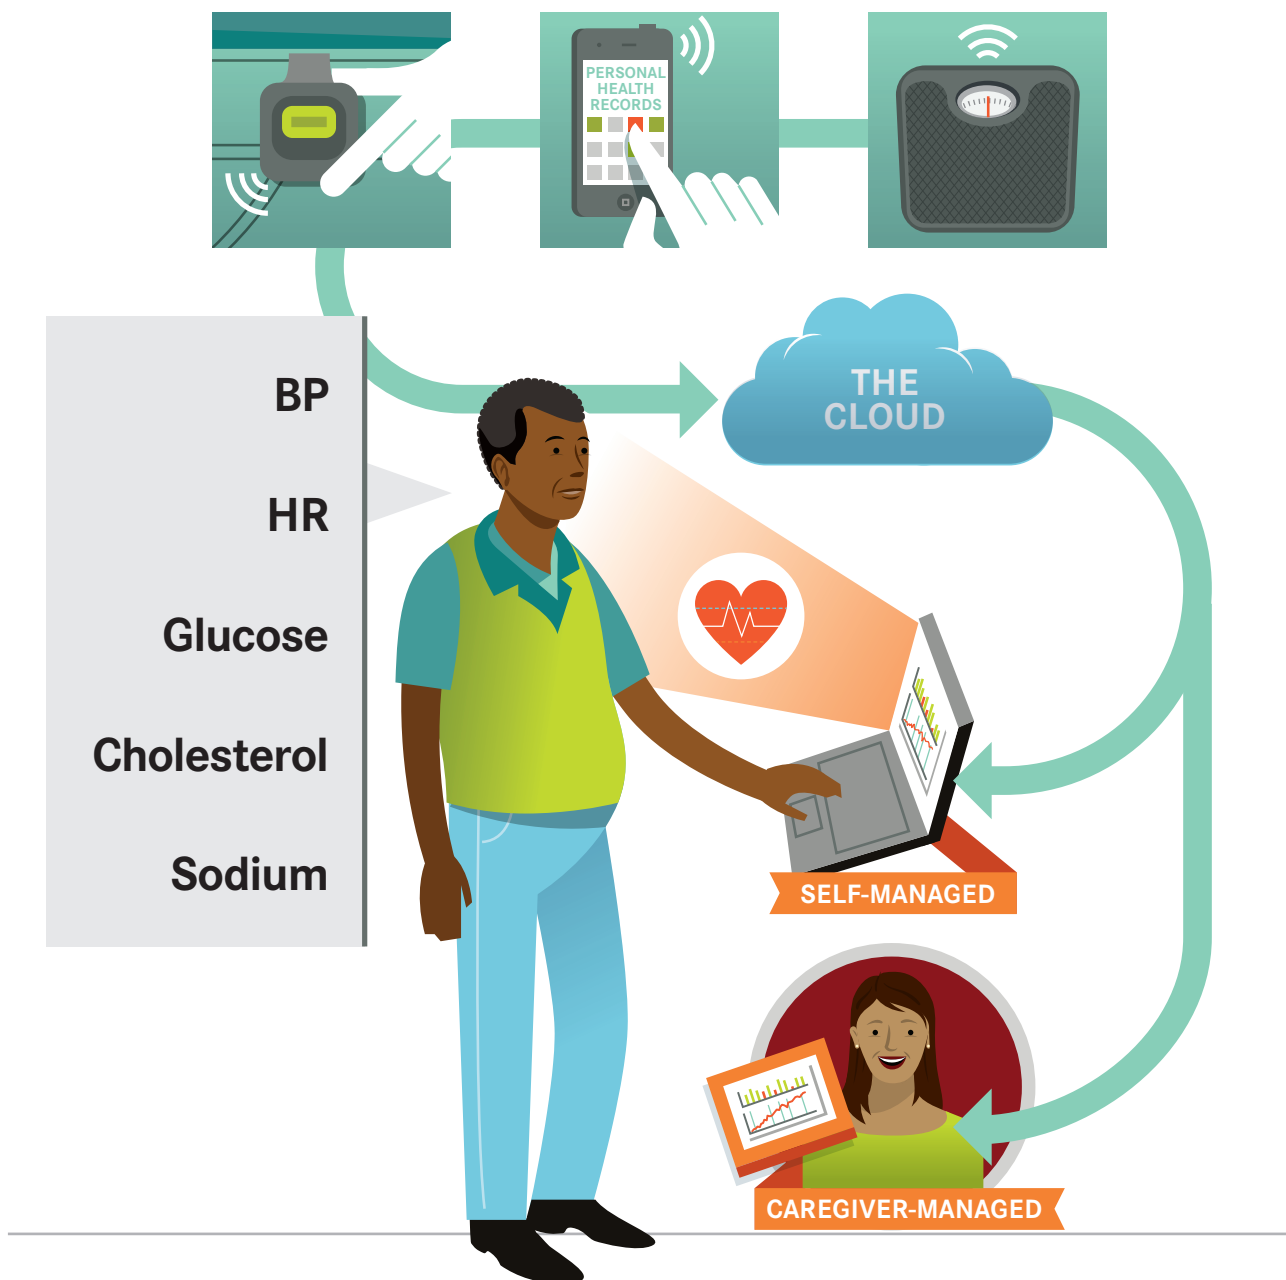 PERSONAL
HEALTH
RECORDS
BP
HR
Glucose
Cholesterol
Sodium
THE
CLOUD
SELF-MANAGED
CAREGIVER-MANAGED